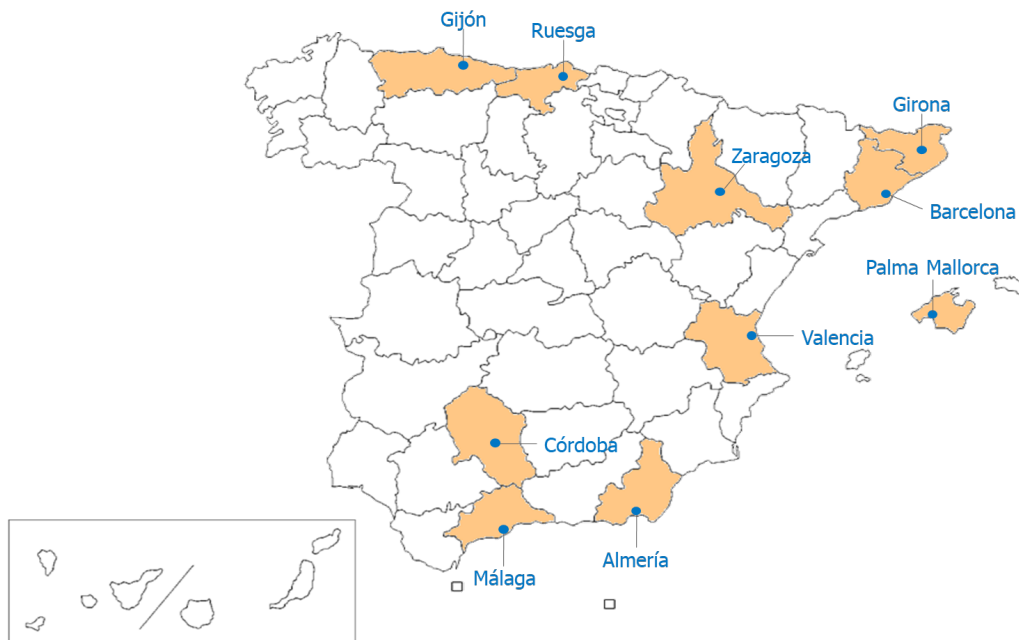 Gijón
Ruesga
Girona
Zaragoza
Barcelona
Palma Mallorca
Valencia
Córdoba
Almería
Málaga